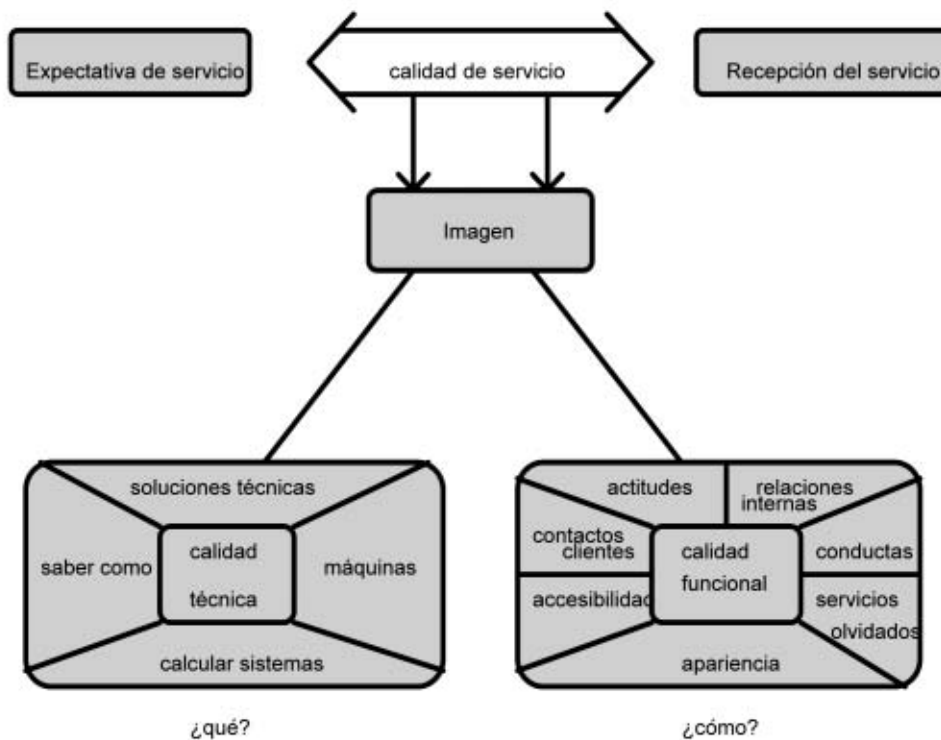 Expectativa de servicio
calidad de servicio
Recepción del servicio
Imagen
soluciones técnicas
saber como
calidad
técnica
máquinas
calcular sistemas
¿qué?
actitudes
relaciones
internas
contactos
clientes
calidad
funcional
conductas
accesibilidad
servicios
olvidados
apariencia
¿cómo?